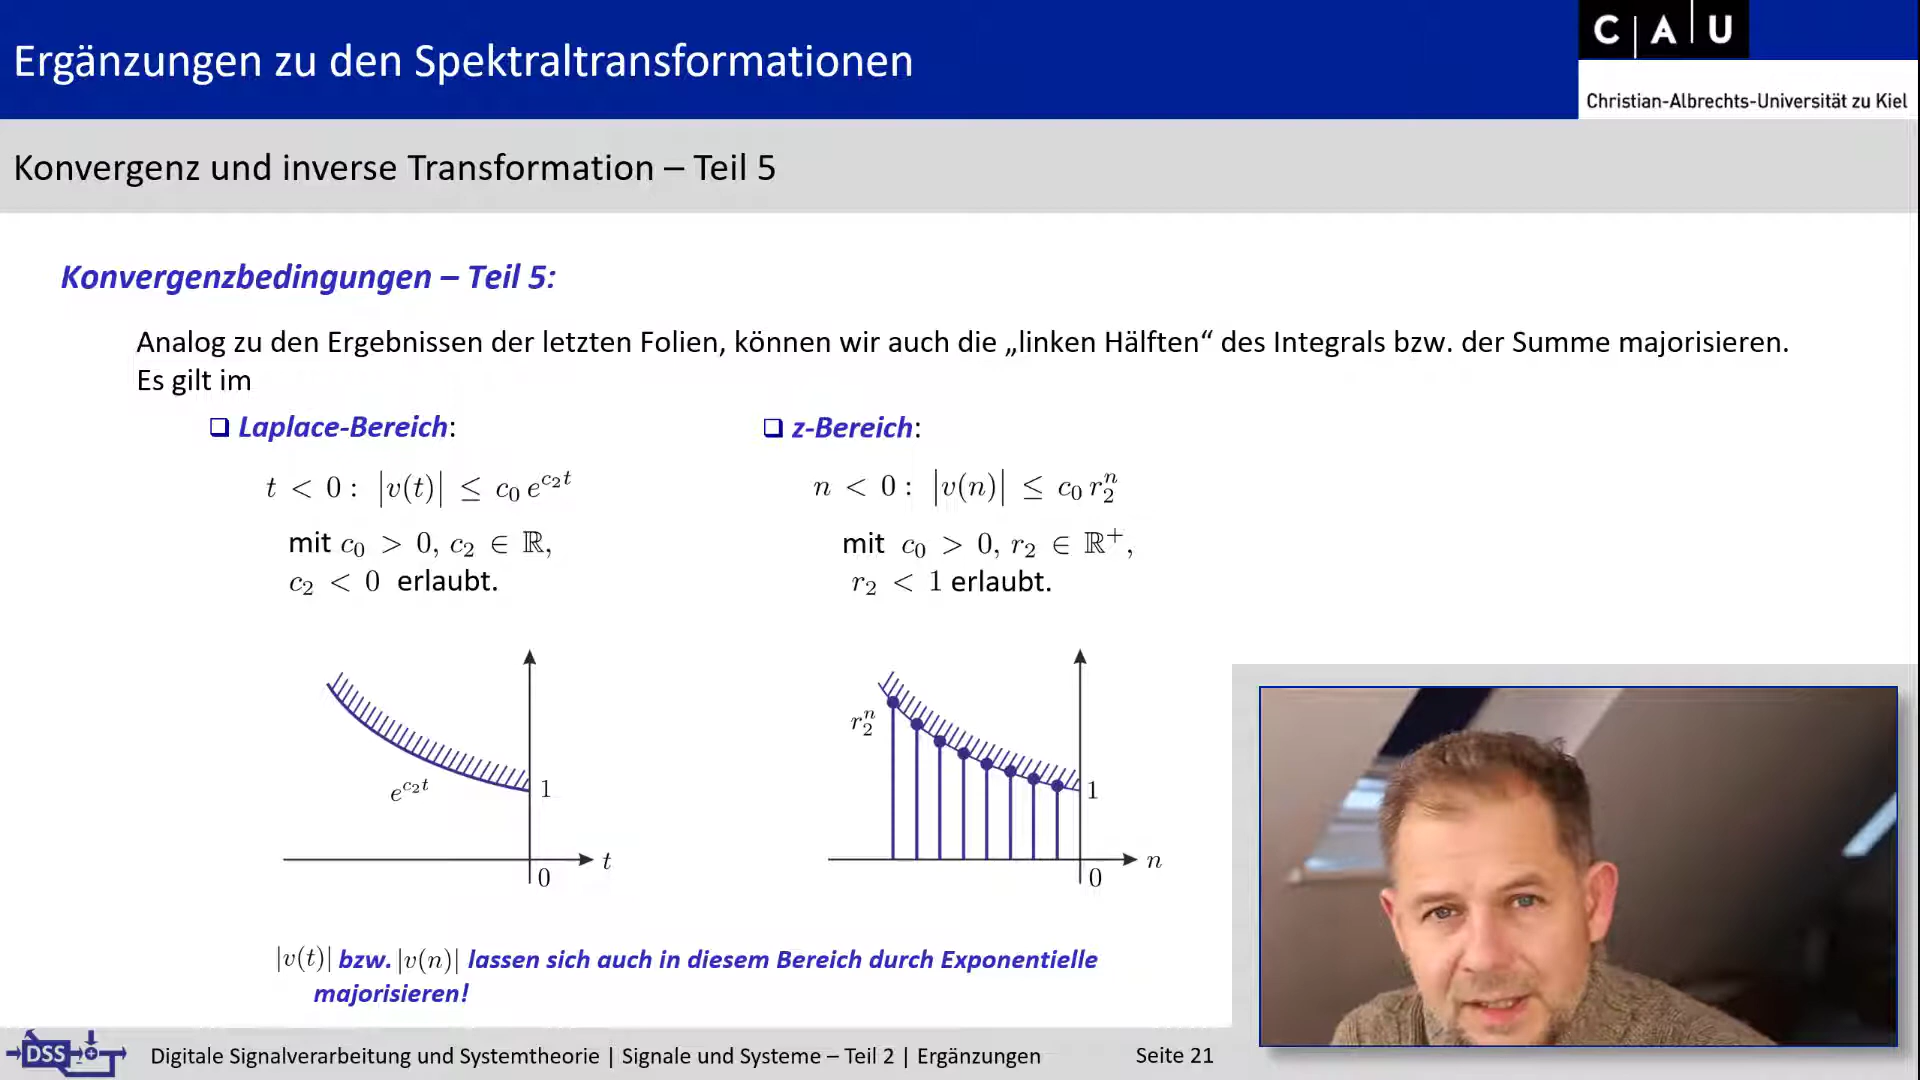 Ergänzungen zu den Spektraltransformationen
C A U
Christian-Albrechts-Universität zu Kiel
Konvergenz und inverse Transformation – Teil 5
Konvergenzbedingungen – Teil 5:
Analog zu den Ergebnissen der letzten Folien, können wir auch die „linken Hälften“ des Integrals bzw. der Summe majorisieren.
Es gilt im
❑ Laplace-Bereich:
t < 0 : |v(t)| ≤ c₀ e^{c₂t}
mit c₀ > 0, c₂ ∈ ℝ,
c₂ < 0 erlaubt.
e^{c₂t}
1
t
0
❑ z-Bereich:
n < 0 : |v(n)| ≤ c₀ r₂ⁿ
mit c₀ > 0, r₂ ∈ ℝ⁺,
r₂ < 1 erlaubt.
r₂ⁿ
1
n
0
|v(t)| bzw. |v(n)| lassen sich auch in diesem Bereich durch Exponentielle
majorisieren!
DSS
Digitale Signalverarbeitung und Systemtheorie | Signale und Systeme – Teil 2 | Ergänzungen
Seite 21